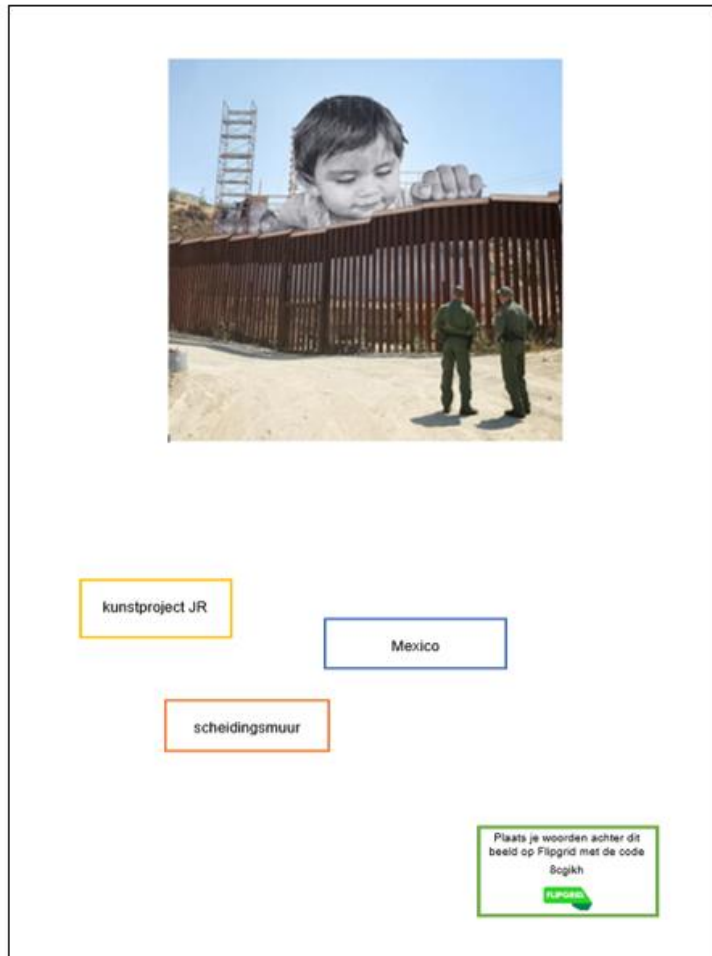 kunstproject JR
Mexico
scheidingsmuur
Plaats je woorden achter dit
beeld op Flipgrid met de code
8cgikh
FLIPGRID